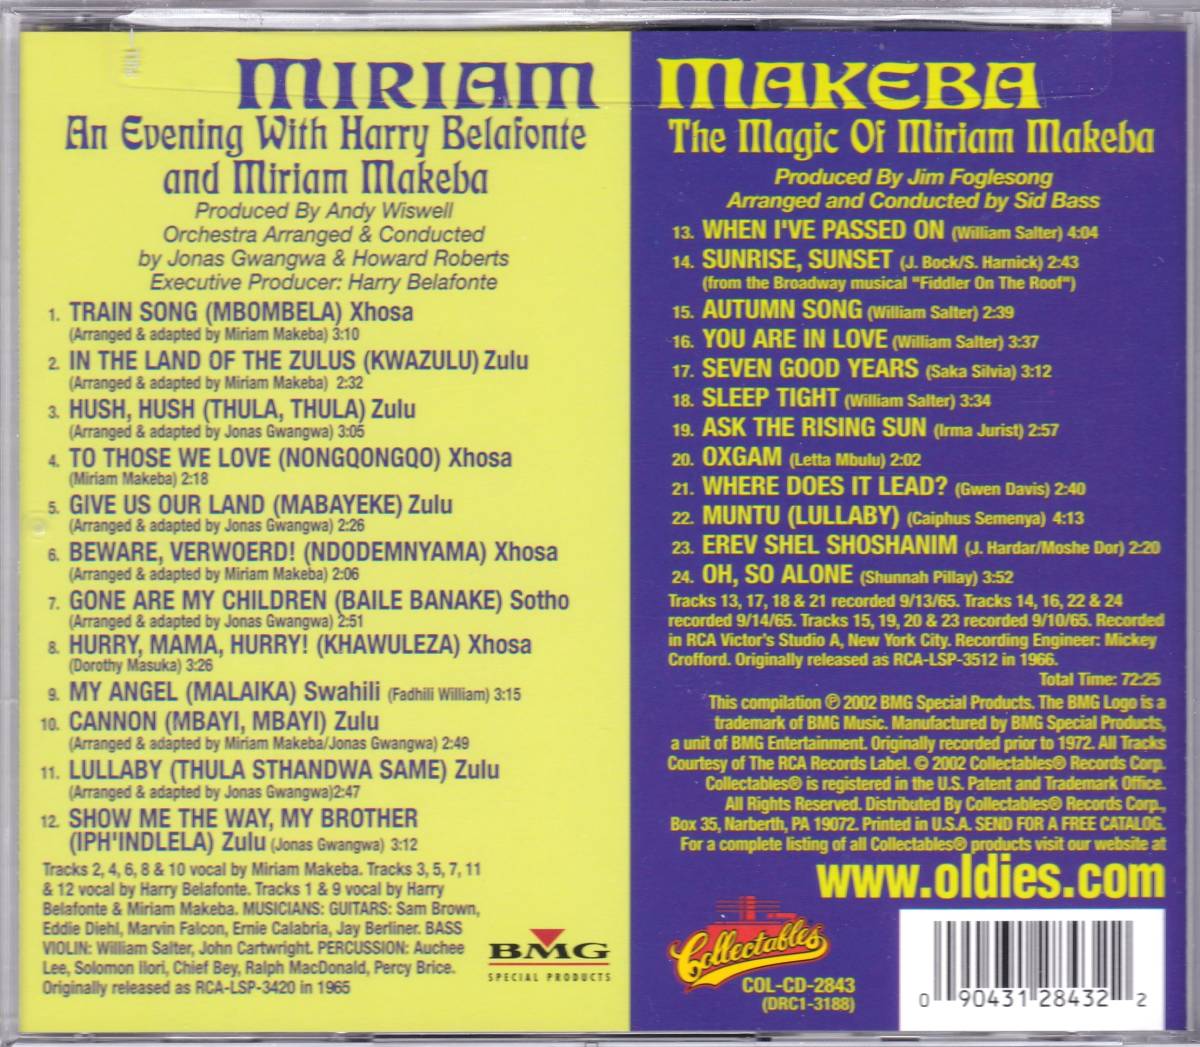 MIRIAM MAKEBA
An Evening With Harry Belafonte
and Miriam Makeba
Produced By Andy Wiswell
Orchestra Arranged & Conducted
by Jonas Gwangwa & Howard Roberts
Executive Producer: Harry Belafonte
1. TRAIN SONG (MBOMBELA) Xhosa
(Arranged & adapted by Miriam Makeba) 3:10
2. IN THE LAND OF THE ZULUS (KWAZULU) Zulu
(Arranged & adapted by Miriam Makeba) 2:32
3. HUSH, HUSH (THULA, THULA) Zulu
(Arranged & adapted by Jonas Gwangwa) 3:05
4. TO THOSE WE LOVE (NONGQONGQO) Xhosa
(Miriam Makeba) 2:18
5. GIVE US OUR LAND (MABAYEKE) Zulu
(Arranged & adapted by Jonas Gwangwa) 2:26
6. BEWARE, VERWOERD! (NDODEMNYAMA) Xhosa
(Arranged & adapted by Miriam Makeba) 2:06
7. GONE ARE MY CHILDREN (BAILE BANAKE) Sotho
(Arranged & adapted by Jonas Gwangwa) 2:51
8. HURRY, MAMA, HURRY! (KHAWULEZA) Xhosa
(Dorothy Masuka) 3:26
9. MY ANGEL (MALAIKA) Swahili (Fadhili William) 3:15
10. CANNON (MBAYI, MBAYI) Zulu
(Arranged & adapted by Miriam Makeba/Jonas Gwangwa) 2:49
11. LULLABY (THULA STHANDWA SAME) Zulu
(Arranged & adapted by Jonas Gwangwa)2:47
12. SHOW ME THE WAY, MY BROTHER
(IPH'INDLELA) Zulu (Jonas Gwangwa) 3:12
Tracks 2, 4, 6, 8 & 10 vocal by Miriam Makeba. Tracks 3, 5, 7, 11
& 12 vocal by Harry Belafonte. Tracks 1 & 9 vocal by Harry
Belafonte & Miriam Makeba. MUSICIANS: GUITARS: Sam Brown,
Eddie Diehl, Marvin Falcon, Ernie Calabria, Jay Berliner. BASS
VIOLIN: William Salter, John Cartwright. PERCUSSION: Auchee
Lee, Solomon Ilori, Chief Bey, Ralph MacDonald, Percy Brice.
Originally released as RCA-LSP-3420 in 1965
BMG
SPECIAL PRODUCTS
The Magic Of Miriam Makeba
Produced By Jim Foglesong
Arranged and Conducted by Sid Bass
13. WHEN I'VE PASSED ON (William Salter) 4:04
14. SUNRISE, SUNSET (J. Bock/S. Harnick) 2:43
(from the Broadway musical "Fiddler On The Roof")
15. AUTUMN SONG (William Salter) 2:39
16. YOU ARE IN LOVE (William Salter) 3:37
17. SEVEN GOOD YEARS (Saka Silvia) 3:12
18. SLEEP TIGHT (William Salter) 3:34
19. ASK THE RISING SUN (Irma Jurist) 2:57
20. OXGAM (Letta Mbulu) 2:02
21. WHERE DOES IT LEAD? (Gwen Davis) 2:40
22. MUNTU (LULLABY) (Caiphus Semenya) 4:13
23. EREV SHEL SHOSHANIM (J. Hardar/Moshe Dor) 2:20
24. OH, SO ALONE (Shunnah Pillay) 3:52
Tracks 13, 17, 18 & 21 recorded 9/13/65. Tracks 14, 16, 22 & 24
recorded 9/14/65. Tracks 15, 19, 20 & 23 recorded 9/10/65. Recorded
in RCA Victor's Studio A, New York City. Recording Engineer: Mickey
Crofford. Originally released as RCA-LSP-3512 in 1966.
Total Time: 72:25
This compilation ℗ 2002 BMG Special Products. The BMG Logo is a
trademark of BMG Music. Manufactured by BMG Special Products,
a unit of BMG Entertainment. Originally recorded prior to 1972. All Tracks
Courtesy of The RCA Records Label. © 2002 Collectables® Records Corp.
Collectables® is registered in the U.S. Patent and Trademark Office.
All Rights Reserved. Distributed By Collectables® Records Corp.,
Box 35, Narberth, PA 19072. Printed in U.S.A. SEND FOR A FREE CATALOG.
For a complete listing of all Collectables® products visit our website at
www.oldies.com
Collectables
COL-CD-2843
(DRC1-3188)
0 90431 28432 2